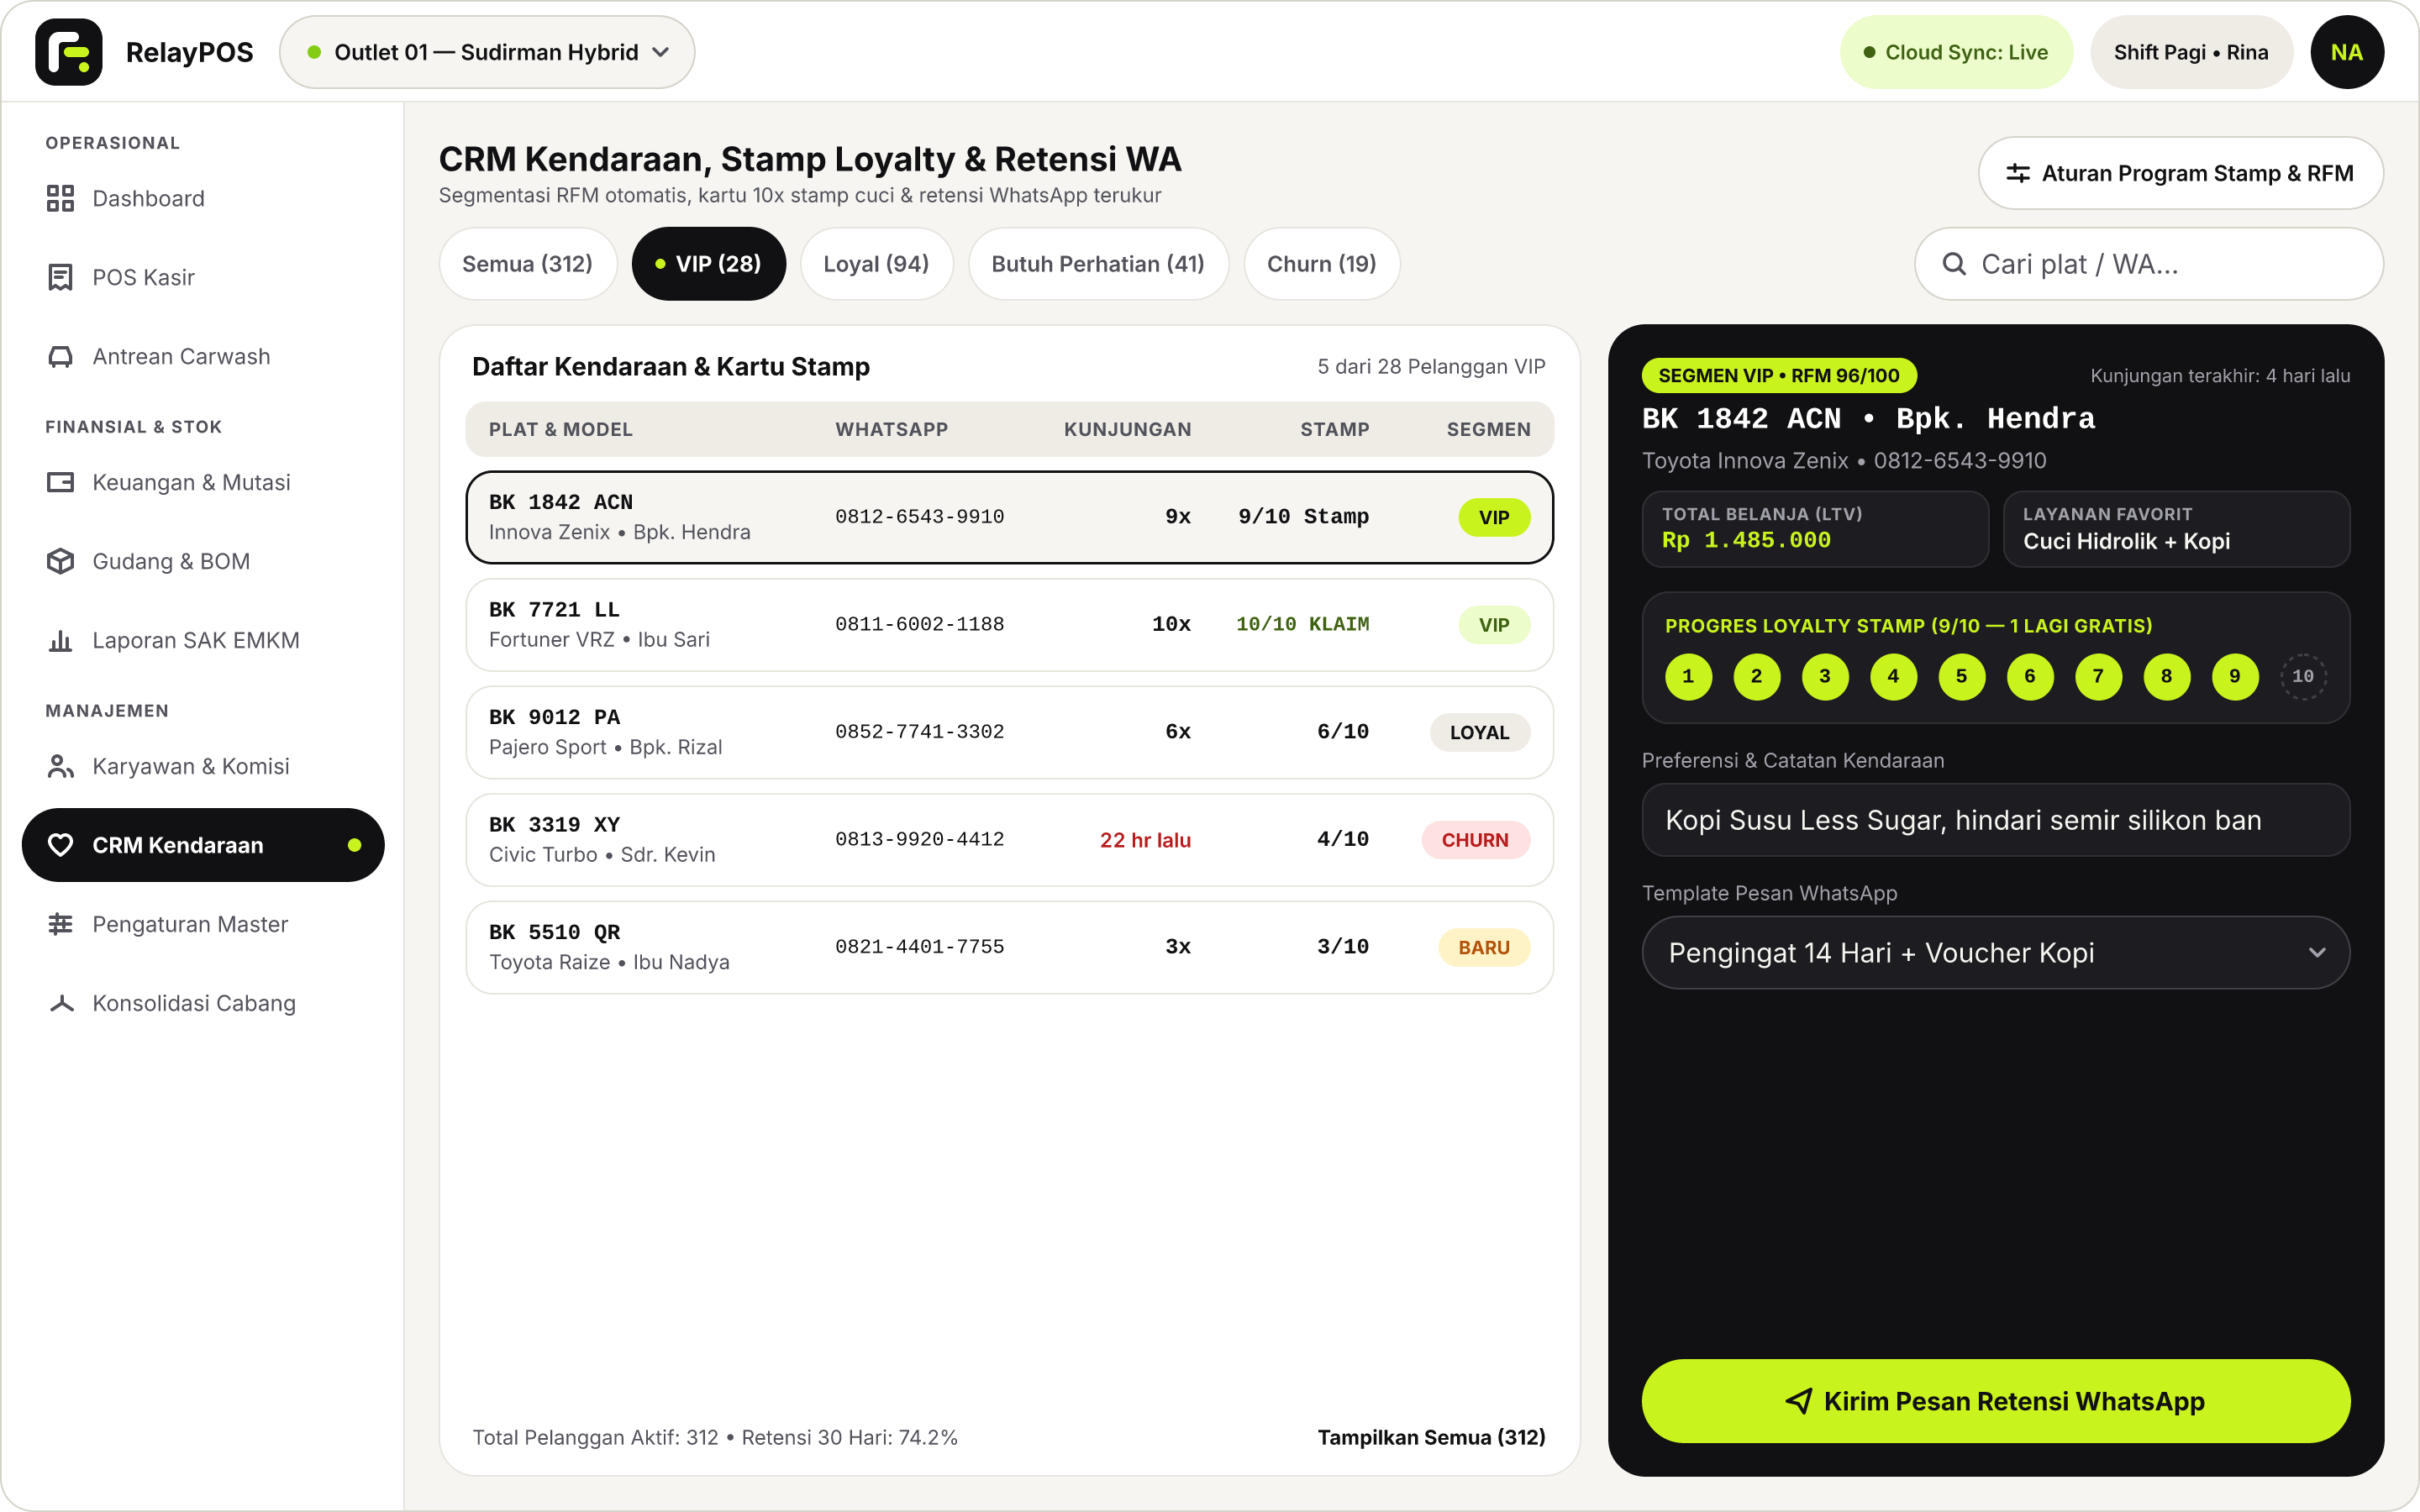 RelayPOS
Outlet 01 — Sudirman Hybrid
Cloud Sync: Live
Shift Pagi • Rina
NA
OPERASIONAL
Dashboard
POS Kasir
Antrean Carwash
FINANSIAL & STOK
Keuangan & Mutasi
Gudang & BOM
Laporan SAK EMKM
MANAJEMEN
Karyawan & Komisi
CRM Kendaraan
Pengaturan Master
Konsolidasi Cabang
CRM Kendaraan, Stamp Loyalty & Retensi WA
Segmentasi RFM otomatis, kartu 10x stamp cuci & retensi WhatsApp terukur
Aturan Program Stamp & RFM
Semua (312)
VIP (28)
Loyal (94)
Butuh Perhatian (41)
Churn (19)
Cari plat / WA...
Daftar Kendaraan & Kartu Stamp
5 dari 28 Pelanggan VIP
PLAT & MODEL WHATSAPP KUNJUNGAN STAMP SEGMEN
BK 1842 ACN
Innova Zenix • Bpk. Hendra
0812-6543-9910 9x 9/10 Stamp VIP
BK 7721 LL
Fortuner VRZ • Ibu Sari
0811-6002-1188 10x 10/10 KLAIM VIP
BK 9012 PA
Pajero Sport • Bpk. Rizal
0852-7741-3302 6x 6/10 LOYAL
BK 3319 XY
Civic Turbo • Sdr. Kevin
0813-9920-4412 22 hr lalu 4/10 CHURN
BK 5510 QR
Toyota Raize • Ibu Nadya
0821-4401-7755 3x 3/10 BARU
Total Pelanggan Aktif: 312 • Retensi 30 Hari: 74.2%
Tampilkan Semua (312)
SEGMEN VIP • RFM 96/100
Kunjungan terakhir: 4 hari lalu
BK 1842 ACN • Bpk. Hendra
Toyota Innova Zenix • 0812-6543-9910
TOTAL BELANJA (LTV)
Rp 1.485.000
LAYANAN FAVORIT
Cuci Hidrolik + Kopi
PROGRES LOYALTY STAMP (9/10 — 1 LAGI GRATIS)
1 2 3 4 5 6 7 8 9 10
Preferensi & Catatan Kendaraan
Kopi Susu Less Sugar, hindari semir silikon ban
Template Pesan WhatsApp
Pengingat 14 Hari + Voucher Kopi
Kirim Pesan Retensi WhatsApp